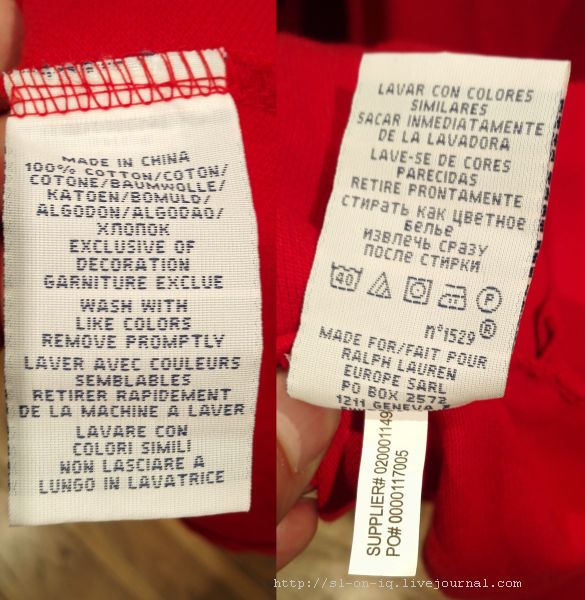 MADE IN CHINA
100% COTTON/COTON/
COTONE/BAUMWOLLE/
KATOEN/BOMULD/
ALGODON/ALGODAO/
ХЛОПОК
EXCLUSIVE OF
DECORATION
GARNITURE EXCLUE
WASH WITH
LIKE COLORS
REMOVE PROMPTLY
LAVER AVEC COULEURS
SEMBLABLES
RETIRER RAPIDEMENT
DE LA MACHINE A LAVER
LAVARE CON
COLORI SIMILI
NON LASCIARE A
LUNGO IN LAVATRICE
LAVAR CON COLORES
SIMILARES
SACAR INMEDIATAMENTE
DE LA LAVADORA
LAVE-SE DE CORES
PARECIDAS
RETIRE PRONTAMENTE
СТИРАТЬ КАК ЦВЕТНОЕ
БЕЛЬЕ
ИЗВЛЕЧЬ СРАЗУ
ПОСЛЕ СТИРКИ
40 P
n°1529 ®
MADE FOR/FAIT POUR
RALPH LAUREN
EUROPE SARL
PO BOX 2572
1211 GENEVA
SUPPLIER# 020001149
PO# 0000117005
http://sl-on-iq.livejournal.com